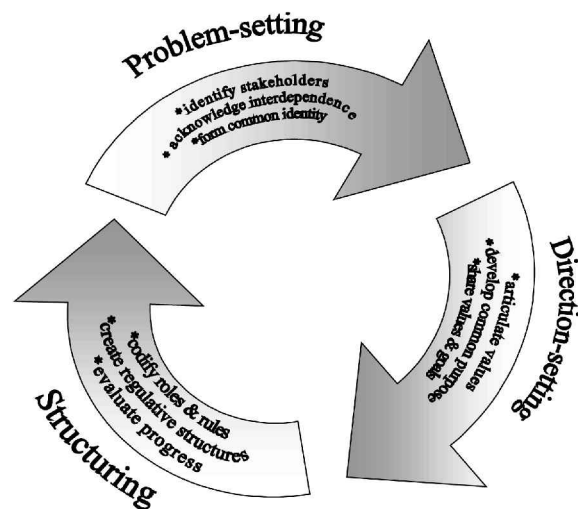 Problem-setting
*identify stakeholders
* acknowledge interdependence
*form common identity
Direction-setting
*articulate values
*develop common purpose
*share values & goals
Structuring
*codify roles & rules
*create regulative structures
*evaluate progress